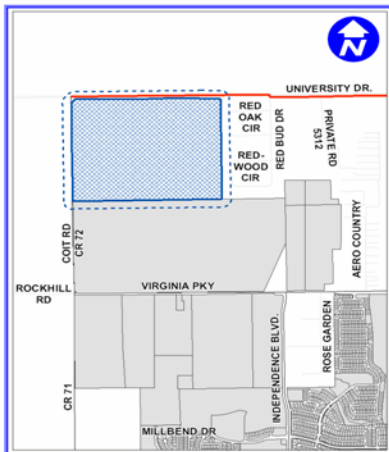 N
UNIVERSITY DR.
RED
OAK
CIR
RED-
WOOD
CIR
RED BUD DR
PRIVATE RD
5312
COIT RD
CR 72
AERO COUNTRY
ROCKHILL
RD
VIRGINIA PKY
CR 71
INDEPENDENCE BLVD.
ROSE GARDEN
MILLBEND DR